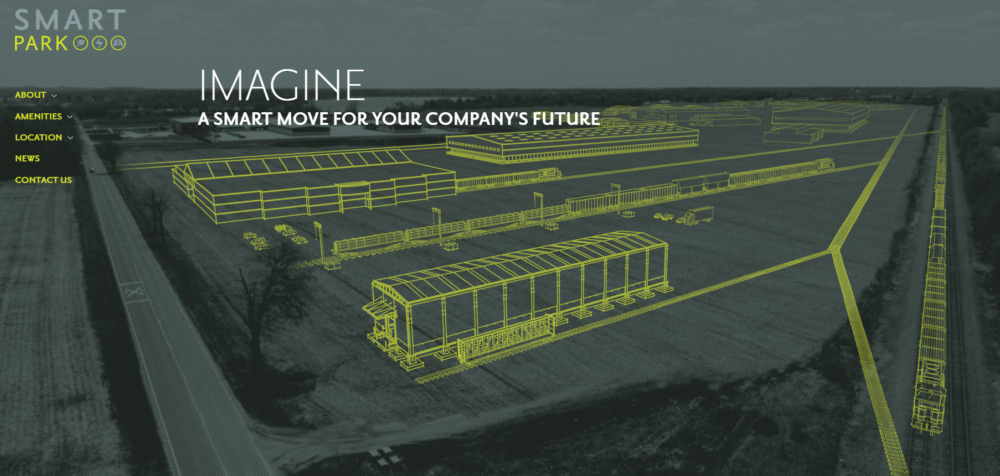 SMART
PARK
IMAGINE
A SMART MOVE FOR YOUR COMPANY'S FUTURE
ABOUT
AMENITIES
LOCATION
NEWS
CONTACT US